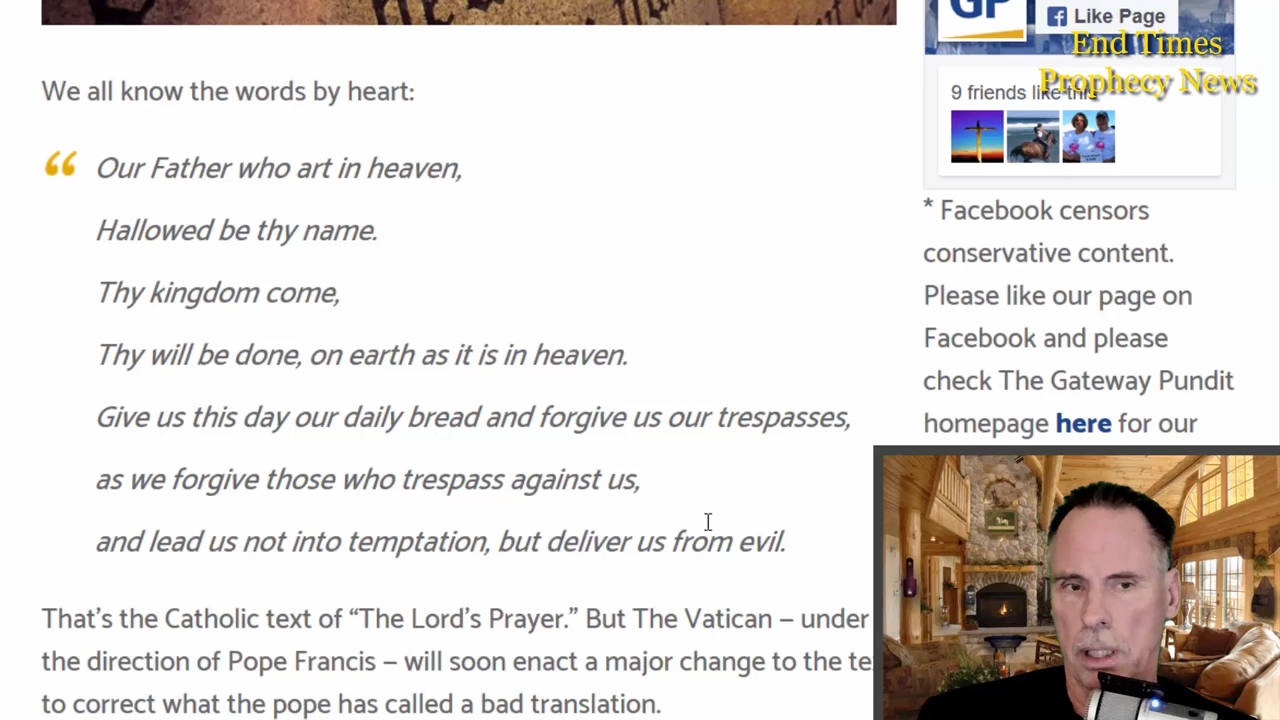 We all know the words by heart:
“ Our Father who art in heaven,
Hallowed be thy name.
Thy kingdom come,
Thy will be done, on earth as it is in heaven.
Give us this day our daily bread and forgive us our trespasses,
as we forgive those who trespass against us,
and lead us not into temptation, but deliver us from evil.
That's the Catholic text of “The Lord's Prayer.” But The Vatican – under
the direction of Pope Francis – will soon enact a major change to the
to correct what the pope has called a bad translation.
GP
Like Page
End Times
Prophecy News
9 friends like this
* Facebook censors
conservative content.
Please like our page on
Facebook and please
check The Gateway Pundit
homepage here for our